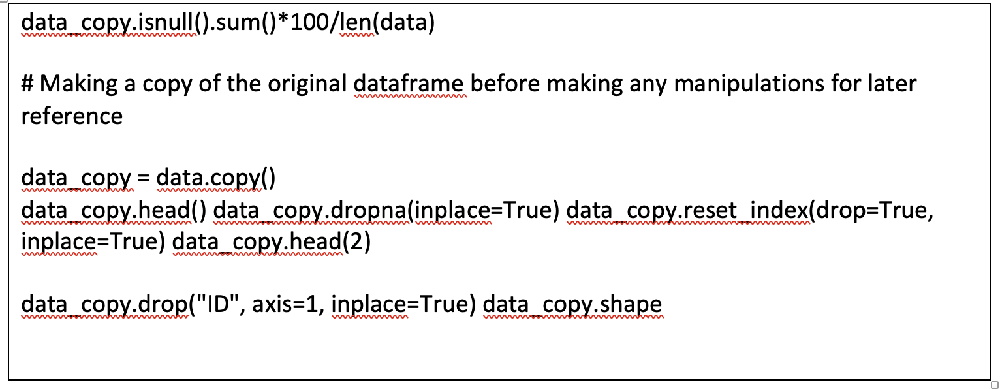 data_copy.isnull().sum()*100/len(data)
# Making a copy of the original dataframe before making any manipulations for later
reference
data_copy = data.copy()
data_copy.head() data_copy.dropna(inplace=True) data_copy.reset_index(drop=True,
inplace=True) data_copy.head(2)
data_copy.drop("ID", axis=1, inplace=True) data_copy.shape